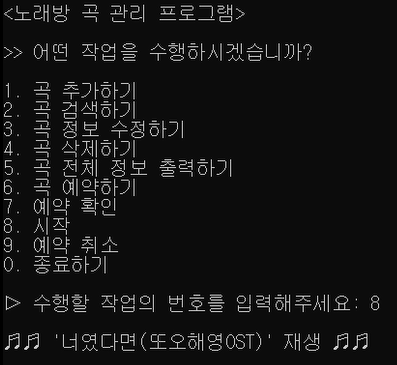 <노래방 곡 관리 프로그램>
>> 어떤 작업을 수행하시겠습니까?
1. 곡 추가하기
2. 곡 검색하기
3. 곡 정보 수정하기
4. 곡 삭제하기
5. 곡 전체 정보 출력하기
6. 곡 예약하기
7. 예약 확인
8. 시작
9. 예약 취소
0. 종료하기
▷ 수행할 작업의 번호를 입력해주세요: 8
♬♬ '너였다면(또오해영OST)' 재생 ♬♬